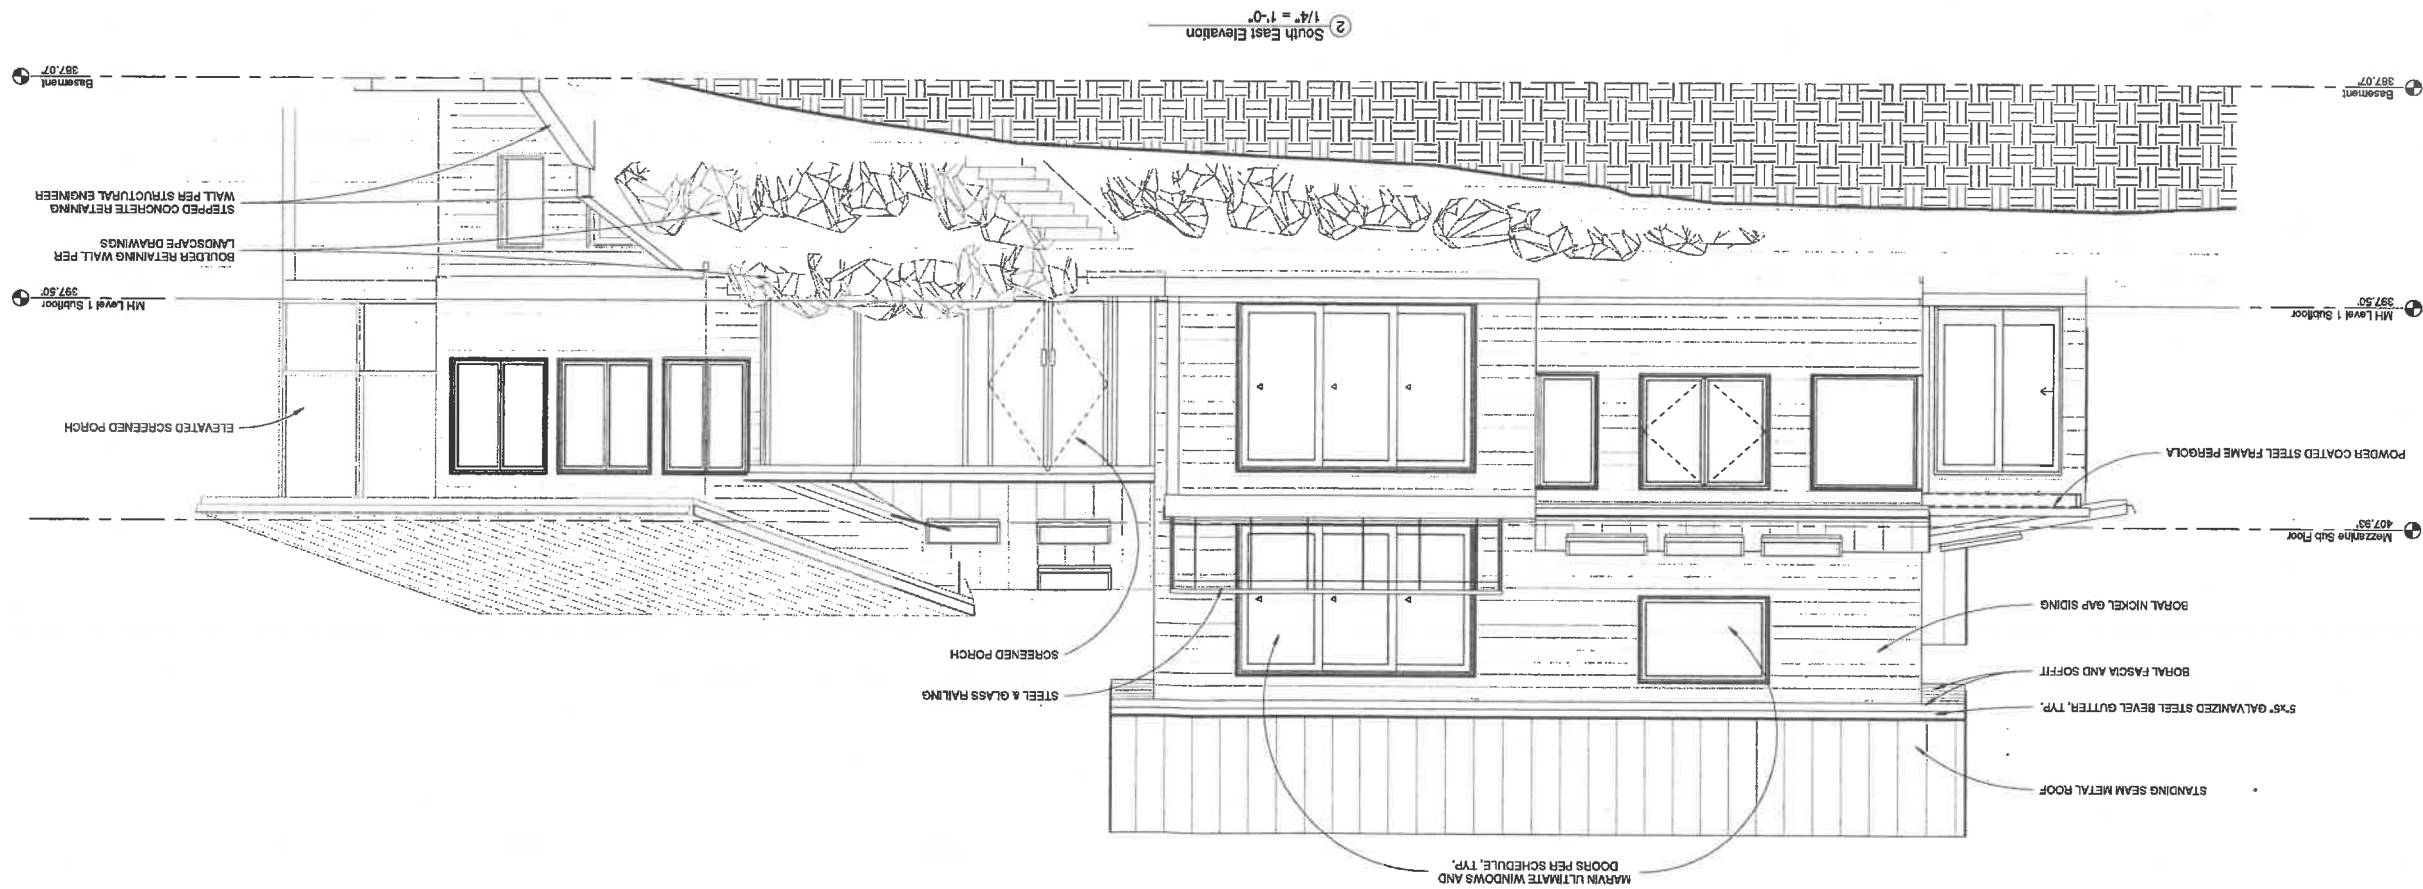 MARVIN ULTIMATE WINDOWS AND
DOORS PER SCHEDULE, TYP.
STANDING SEAM METAL ROOF
5"x5" GALVANIZED STEEL BEVEL GUTTER, TYP.
BORAL FASCIA AND SOFFIT
BORAL NICKEL GAP SIDING
STEEL & GLASS RAILING
SCREENED PORCH
Mezzanine Sub Floor
407.93'
POWDER COATED STEEL FRAME PERGOLA
ELEVATED SCREENED PORCH
MH Level 1 Subfloor
397.50'
MH Level 1 Subfloor
397.50'
BOULDER RETAINING WALL PER
LANDSCAPE DRAWINGS
STEPPED CONCRETE RETAINING
WALL PER STRUCTURAL ENGINEER
Basement
387.07'
Basement
387.07'
2
South East Elevation
1/4" = 1'-0"